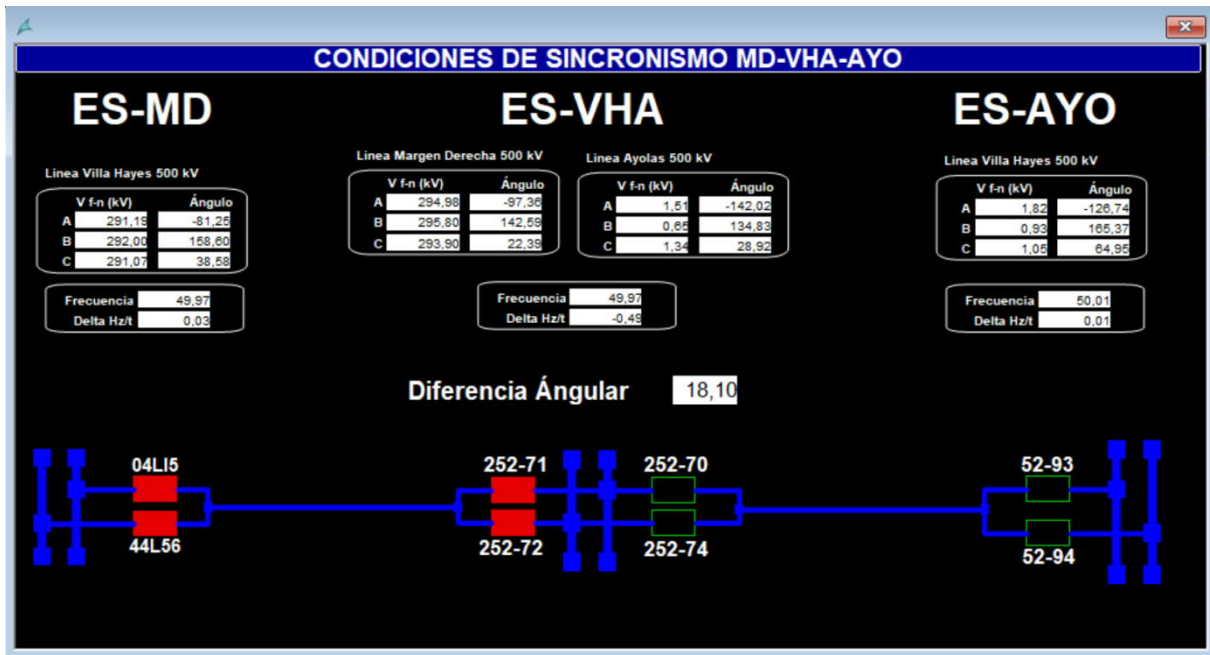 CONDICIONES DE SINCRONISMO MD-VHA-AYO
ES-MD
Linea Villa Hayes 500 kV
V f-n (kV) Ángulo
A 291,19 -81,25
B 292,00 158,60
C 291,07 38,58
Frecuencia 49,97
Delta Hz/t 0,03
ES-VHA
Linea Margen Derecha 500 kV
V f-n (kV) Ángulo
A 294,98 -97,36
B 295,80 142,59
C 293,90 22,39
Linea Ayolas 500 kV
V f-n (kV) Ángulo
A 1,51 -142,02
B 0,65 134,83
C 1,34 28,92
Frecuencia 49,97
Delta Hz/t -0,49
ES-AYO
Linea Villa Hayes 500 kV
V f-n (kV) Ángulo
A 1,82 -126,74
B 0,93 165,37
C 1,05 64,95
Frecuencia 50,01
Delta Hz/t 0,01
Diferencia Ángular 18,10
04LI5 252-71 252-70 52-93
44L56 252-72 252-74 52-94